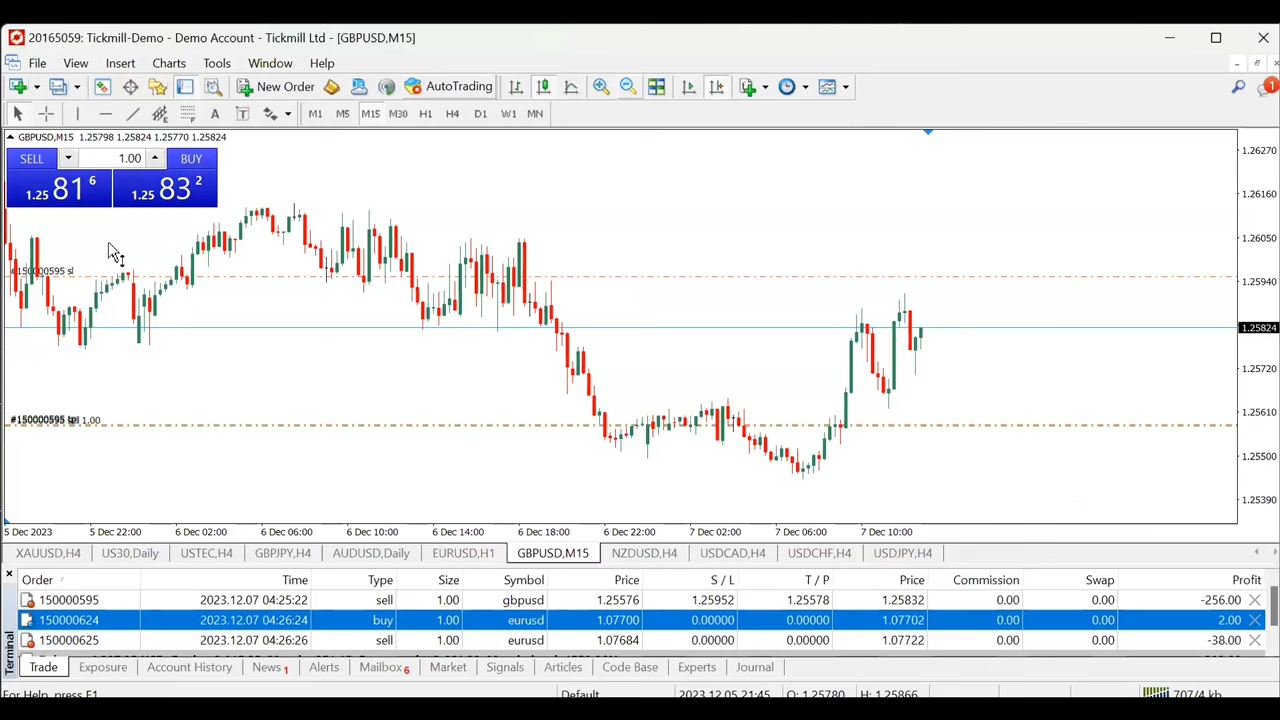 20165059: Tickmill-Demo - Demo Account - Tickmill Ltd - [GBPUSD,M15]
File View Insert Charts Tools Window Help
New Order AutoTrading 1
A T M1 M5 M15 M30 H1 H4 D1 W1 MN
GBPUSD,M15 1.25798 1.25824 1.25770 1.25824
SELL 1.00 BUY
1.25 81 6 1.25 83 2
1.26270
1.26160
1.26050
#150000595 sl
1.25940
1.25824
1.25720
1.25610
#150000595 sell 1.00
1.25500
1.25390
5 Dec 2023 5 Dec 22:00 6 Dec 02:00 6 Dec 06:00 6 Dec 10:00 6 Dec 14:00 6 Dec 18:00 6 Dec 22:00 7 Dec 02:00 7 Dec 06:00 7 Dec 10:00
XAUUSD,H4 US30,Daily USTEC,H4 GBPJPY,H4 AUDUSD,Daily EURUSD,H1 GBPUSD,M15 NZDUSD,H4 USDCAD,H4 USDCHF,H4 USDJPY,H4
Order Time Type Size Symbol Price S / L T / P Price Commission Swap Profit
150000595 2023.12.07 04:25:22 sell 1.00 gbpusd 1.25576 1.25952 1.25578 1.25832 0.00 0.00 -256.00
150000624 2023.12.07 04:26:24 buy 1.00 eurusd 1.07700 0.00000 0.00000 1.07702 0.00 0.00 2.00
150000625 2023.12.07 04:26:26 sell 1.00 eurusd 1.07684 0.00000 0.00000 1.07722 0.00 0.00 -38.00
Terminal
Trade Exposure Account History News 1 Alerts Mailbox 6 Market Signals Articles Code Base Experts Journal
For Help, press F1 Default 2023.12.05 21:45 O: 1.25780 H: 1.25866 707/4 kb